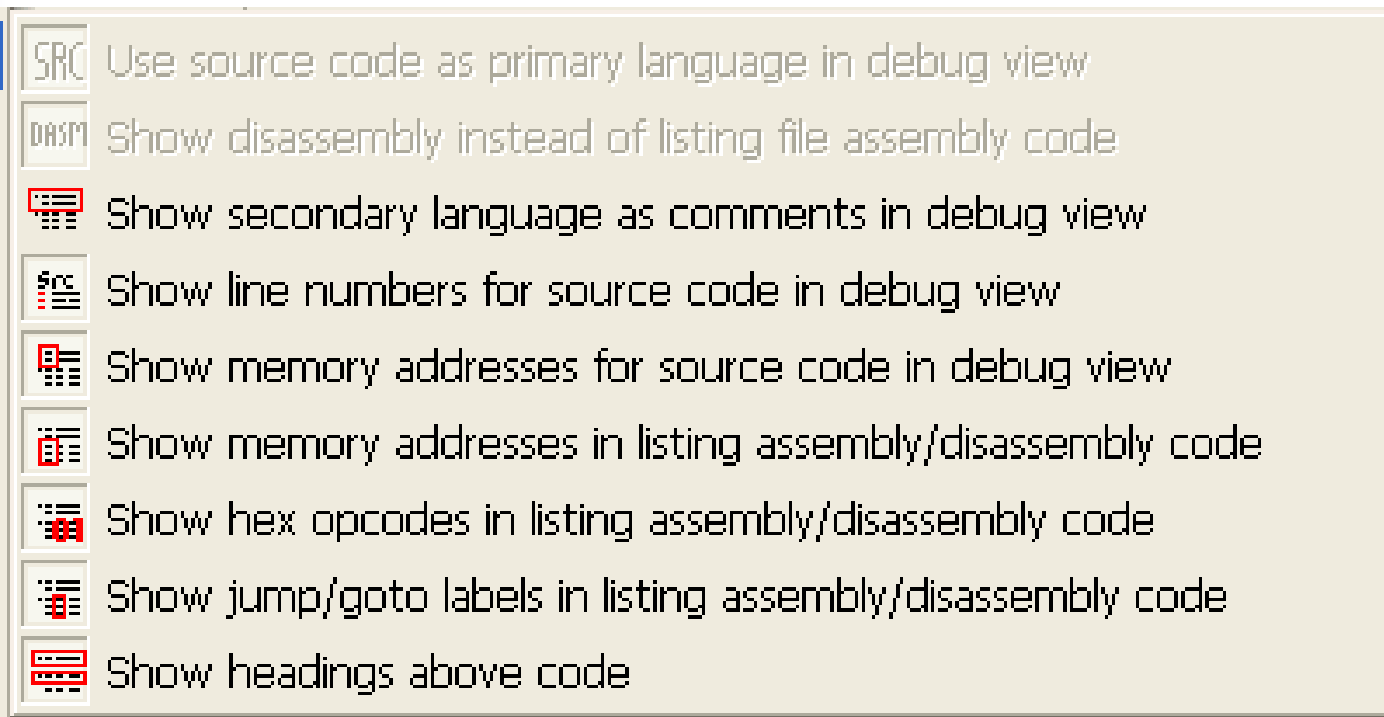 SRC Use source code as primary language in debug view
DASM Show disassembly instead of listing file assembly code
Show secondary language as comments in debug view
Src Show line numbers for source code in debug view
Show memory addresses for source code in debug view
Show memory addresses in listing assembly/disassembly code
01 Show hex opcodes in listing assembly/disassembly code
Show jump/goto labels in listing assembly/disassembly code
Show headings above code